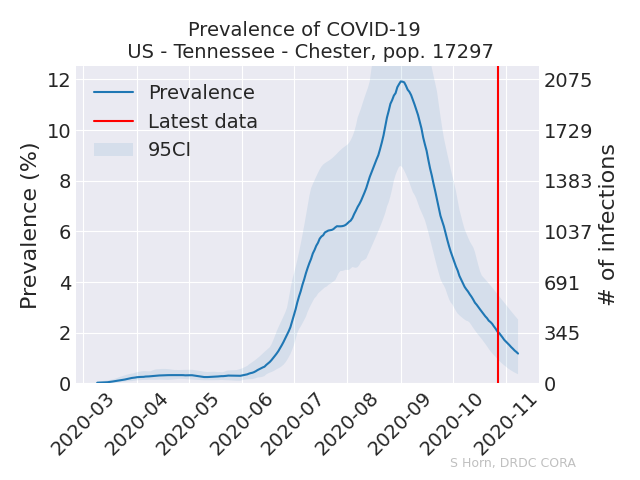 Prevalence of COVID-19
US - Tennessee - Chester, pop. 17297
Prevalence (%)
12
10
8
6
4
2
0
Prevalence
Latest data
95CI
2075
1729
1383
1037
691
345
0
# of infections
2020-03
2020-04
2020-05
2020-06
2020-07
2020-08
2020-09
2020-10
2020-11
S Horn, DRDC CORA